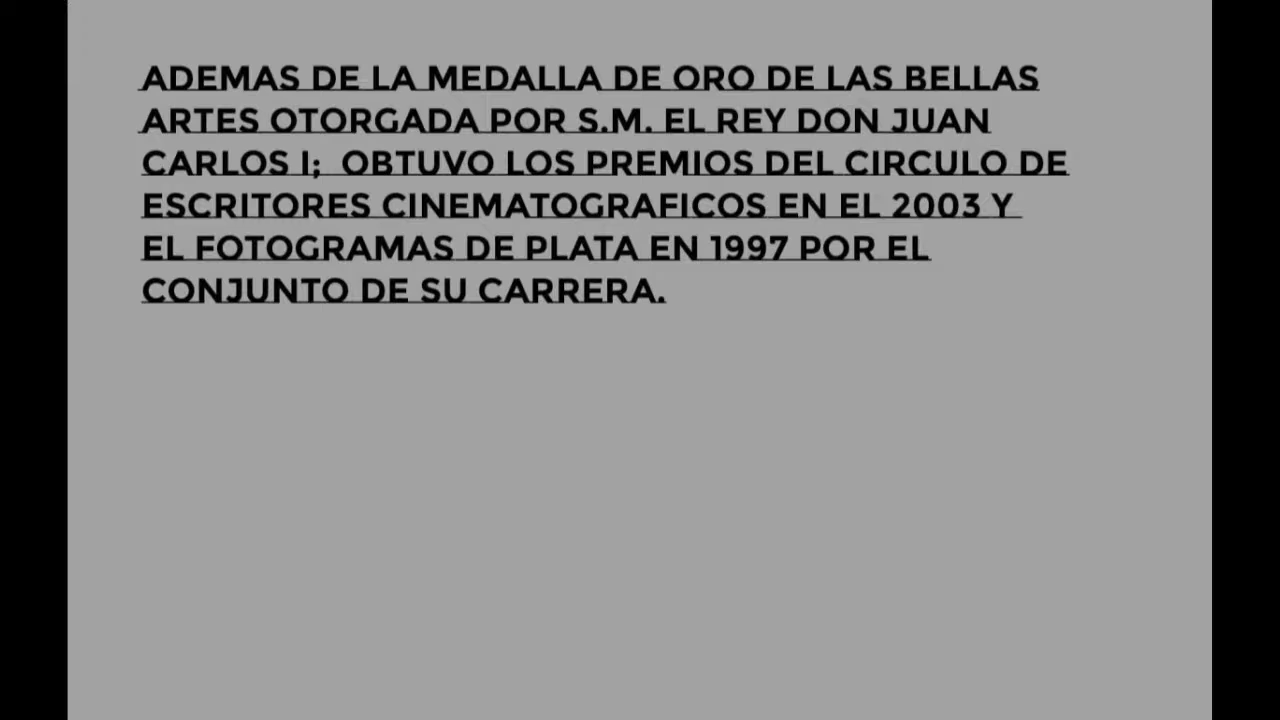 ADEMAS DE LA MEDALLA DE ORO DE LAS BELLAS
ARTES OTORGADA POR S.M. EL REY DON JUAN
CARLOS I;  OBTUVO LOS PREMIOS DEL CIRCULO DE
ESCRITORES CINEMATOGRAFICOS EN EL 2003 Y
EL FOTOGRAMAS DE PLATA EN 1997 POR EL
CONJUNTO DE SU CARRERA.